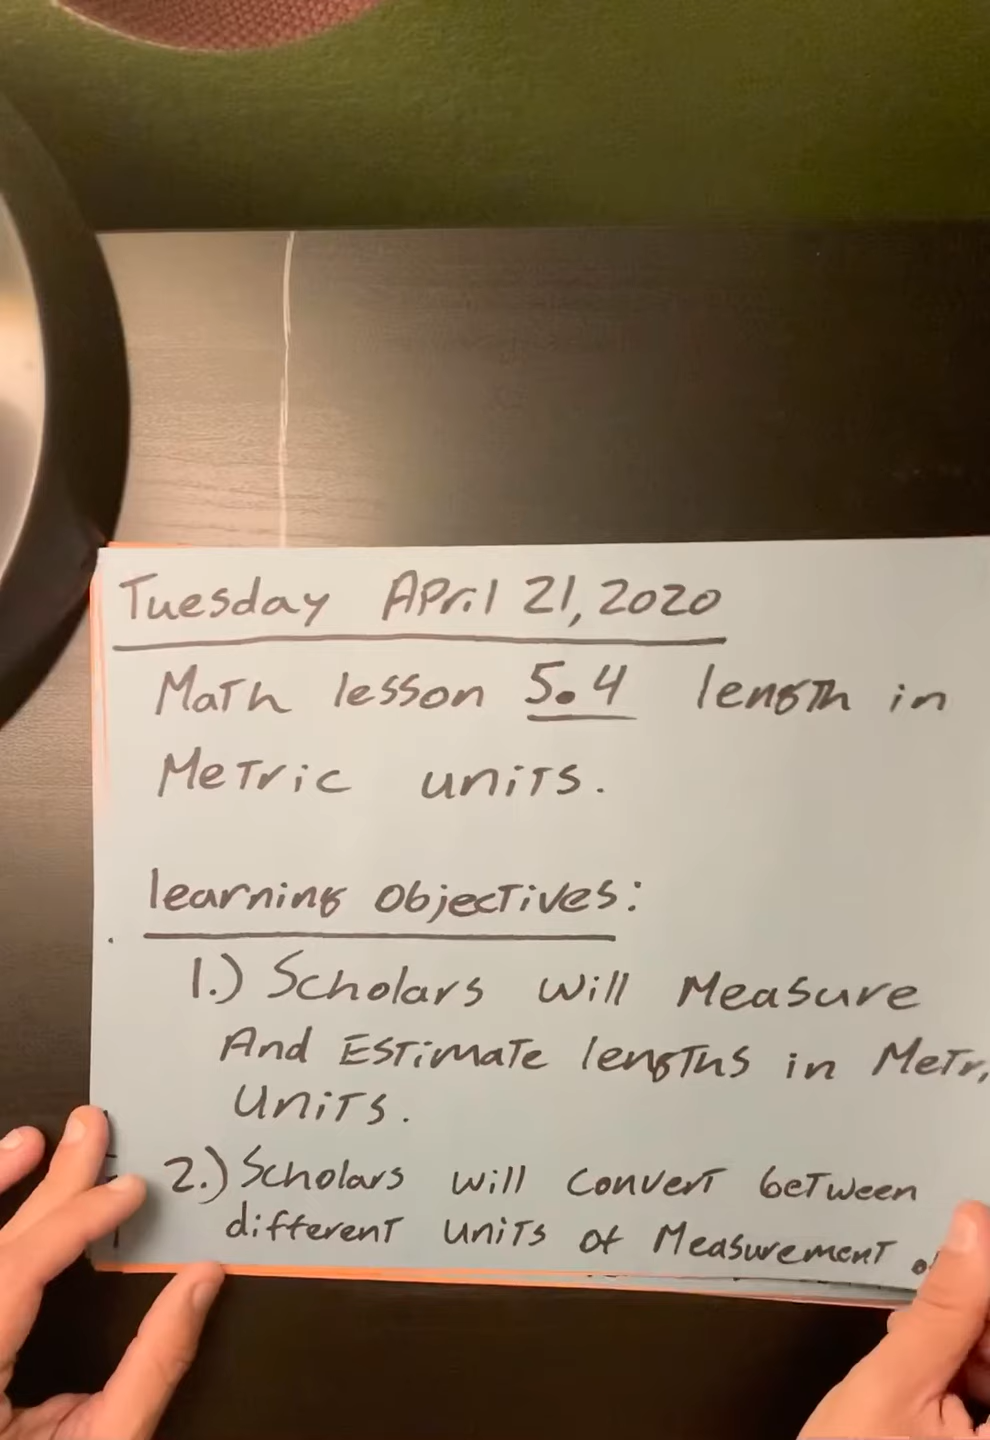 Tuesday April 21, 2020
Math lesson 5.4 length in
Metric units.
learning objectives:
1.) Scholars will Measure
And Estimate lengths in Metr
Units.
2.) Scholars will convert between
different units of Measurement.